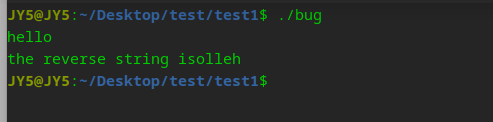 JY5@JY5:~/Desktop/test/test1$ ./bug
hello
the reverse string isolleh
JY5@JY5:~/Desktop/test/test1$